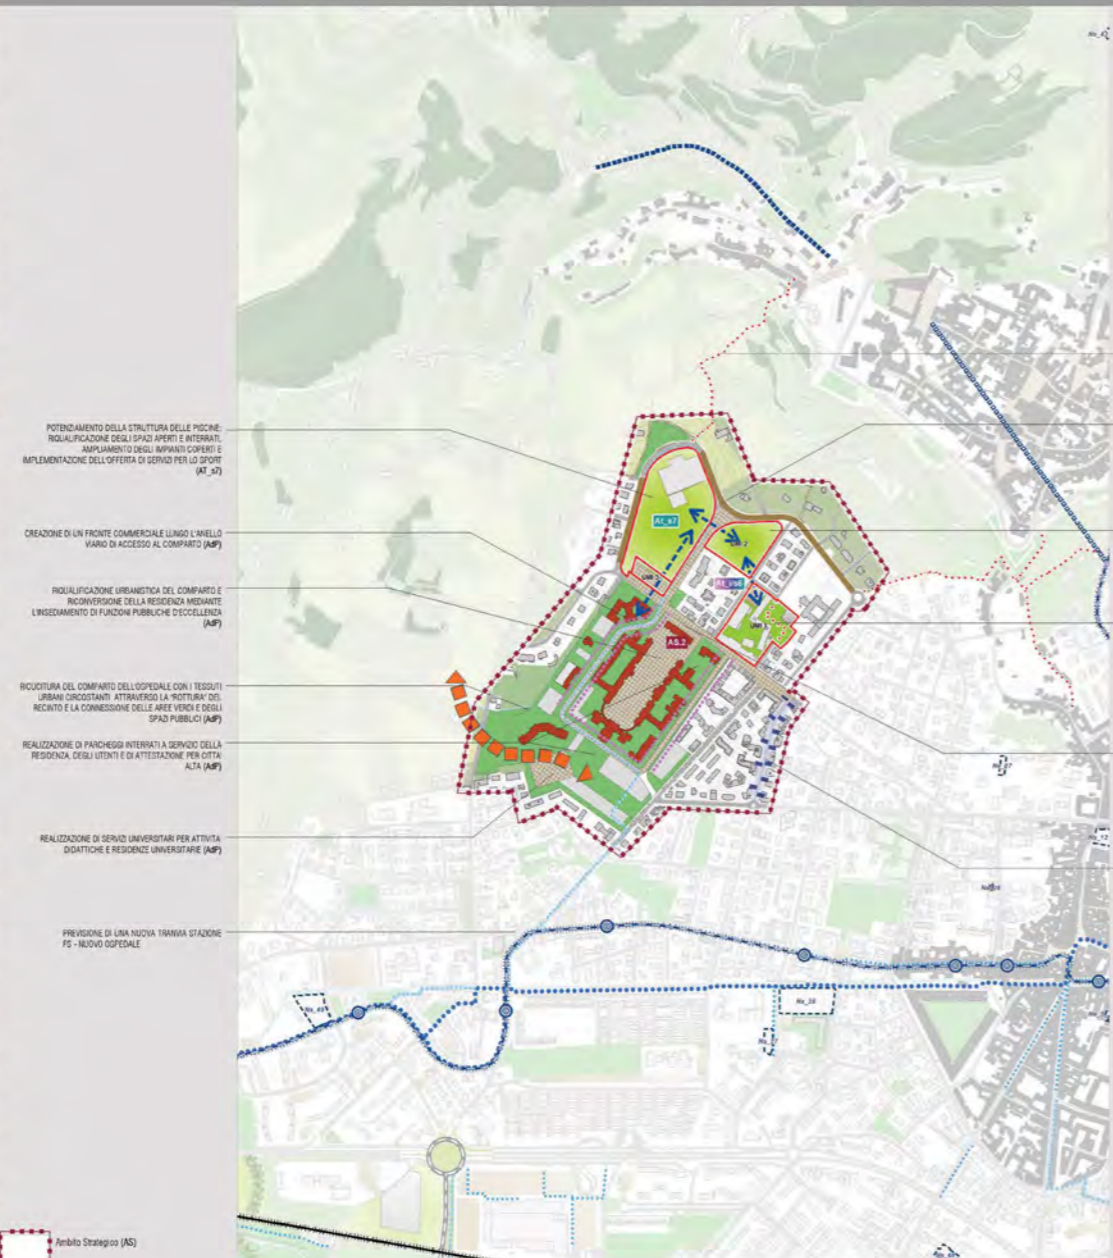 POTENZIAMENTO DELLA STRUTTURA DELLE PISCINE:
RIQUALIFICAZIONE DEGLI SPAZI APERTI E INTERRATI,
AMPLIAMENTO DEGLI IMPIANTI COPERTI E
IMPLEMENTAZIONE DELL'OFFERTA DI SERVIZI PER LO SPORT
(AT_s7)
CREAZIONE DI UN FRONTE COMMERCIALE LUNGO L'ANELLO
VIARIO DI ACCESSO AL COMPARTO (AdP)
RIQUALIFICAZIONE URBANISTICA DEL COMPARTO E
RICONVERSIONE DELLA RESIDENZA MEDIANTE
L'INSEDIAMENTO DI FUNZIONI PUBBLICHE D'ECCELLENZA
(AdP)
RICUCITURA DEL COMPARTO DELL'OSPEDALE CON I TESSUTI
URBANI CIRCOSTANTI ATTRAVERSO LA "ROTTURA" DEL
RECINTO E LA CONNESSIONE DELLE AREE VERDI E DEGLI
SPAZI PUBBLICI (AdP)
REALIZZAZIONE DI PARCHEGGI INTERRATI A SERVIZIO DELLA
RESIDENZA, DEGLI UTENTI E DI ATTESTAZIONE PER CITTA'
ALTA (AdP)
REALIZZAZIONE DI SERVIZI UNIVERSITARI PER ATTIVITA'
DIDATTICHE E RESIDENZE UNIVERSITARIE (AdP)
PREVISIONE DI UNA NUOVA TRANVIA STAZIONE
FS - NUOVO OSPEDALE
At_s7
At_vs6
AS.2
Ambito Strategico (AS)